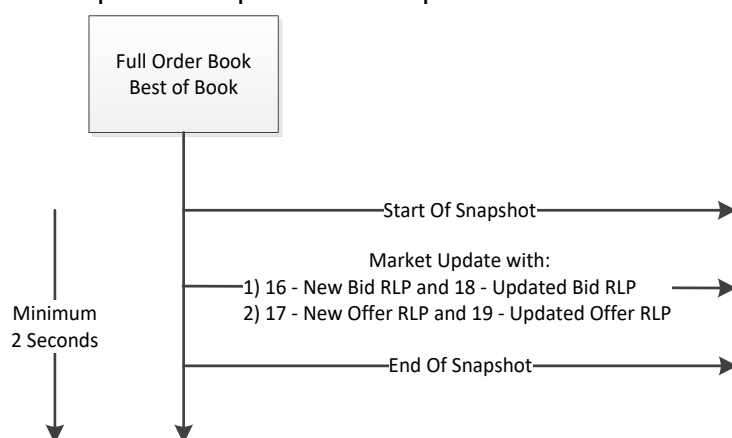 Full Order Book
Best of Book
Start Of Snapshot
Market Update with:
1) 16 - New Bid RLP and 18 - Updated Bid RLP
2) 17 - New Offer RLP and 19 - Updated Offer RLP
Minimum
2 Seconds
End Of Snapshot